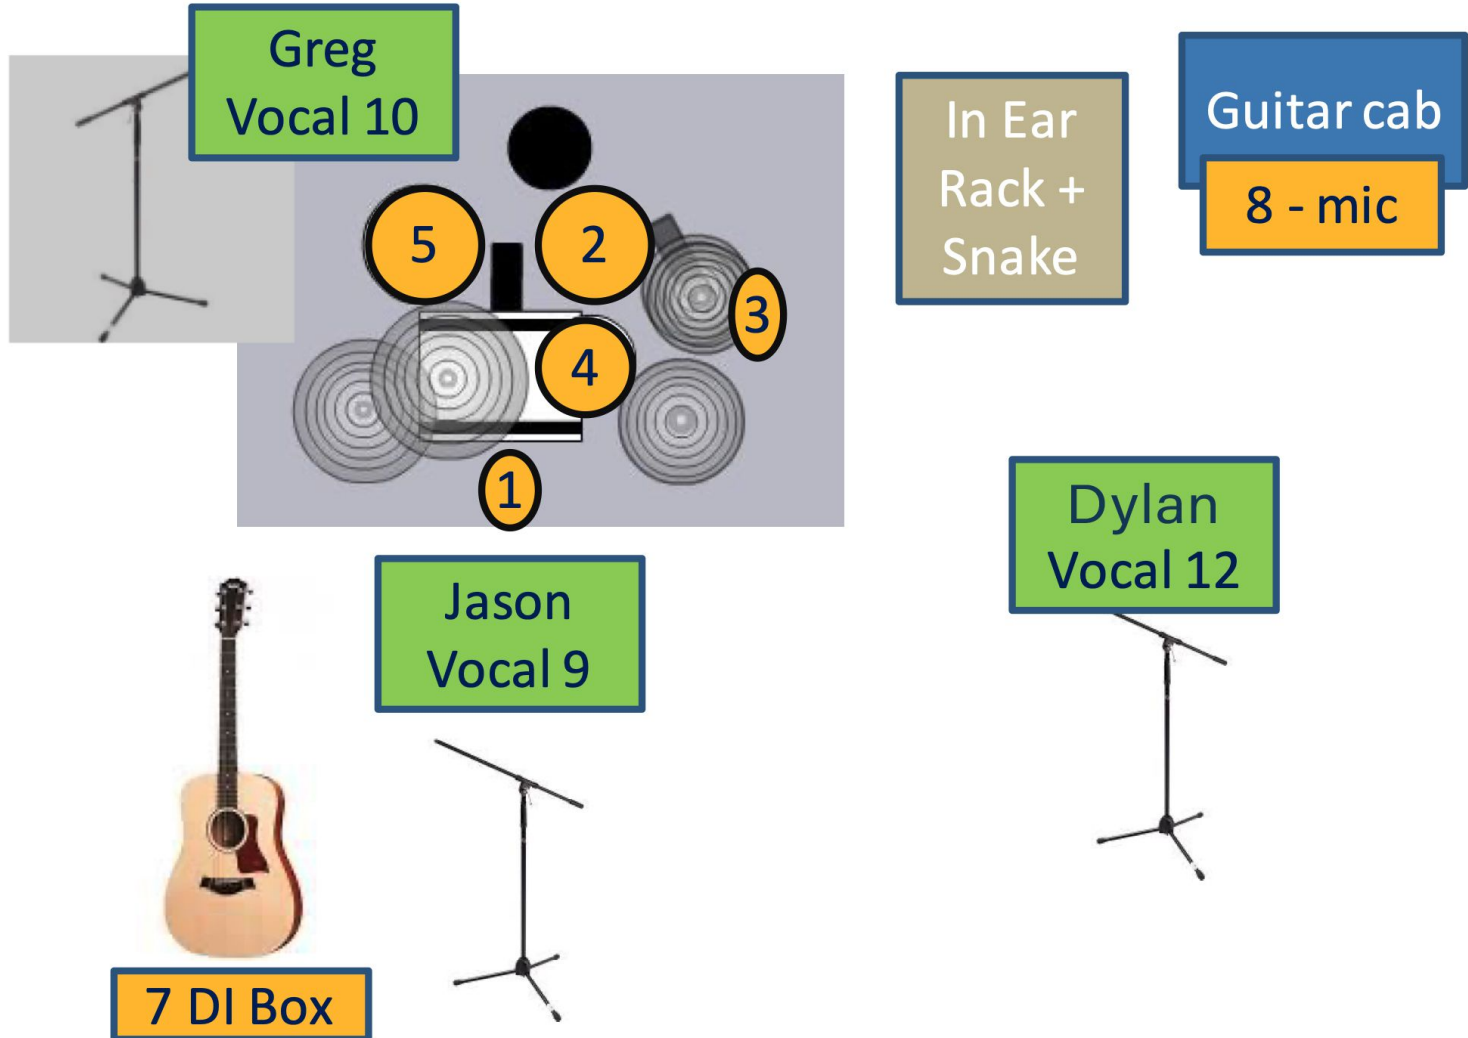 Greg
Vocal 10
In Ear
Rack +
Snake
Guitar cab
8 - mic
5
2
3
4
1
Dylan
Vocal 12
Jason
Vocal 9
7 DI Box